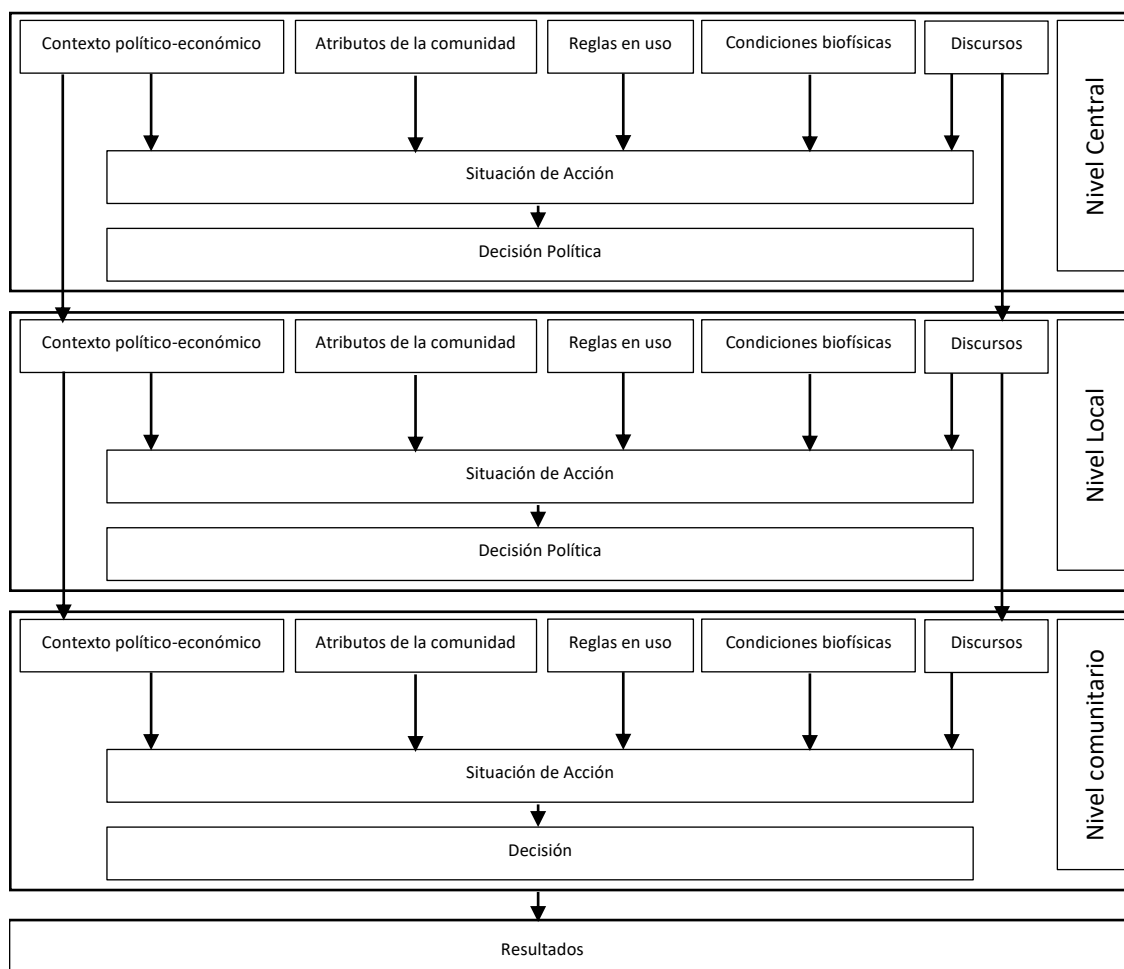 Contexto político-económico
Atributos de la comunidad
Reglas en uso
Condiciones biofísicas
Discursos
Situación de Acción
Decisión Política
Nivel Central
Contexto político-económico
Atributos de la comunidad
Reglas en uso
Condiciones biofísicas
Discursos
Situación de Acción
Decisión Política
Nivel Local
Contexto político-económico
Atributos de la comunidad
Reglas en uso
Condiciones biofísicas
Discursos
Situación de Acción
Decisión
Nivel comunitario
Resultados